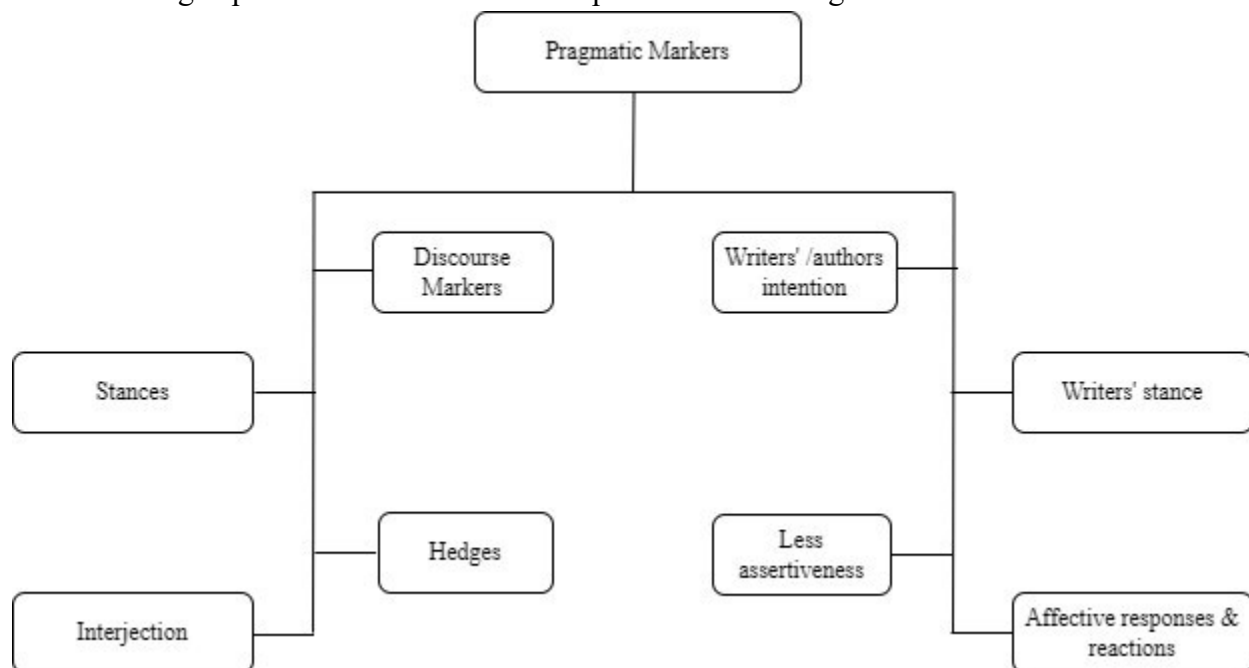 Pragmatic Markers
Discourse
Markers
Writers' /authors
intention
Stances
Writers' stance
Hedges
Less
assertiveness
Interjection
Affective responses &
reactions